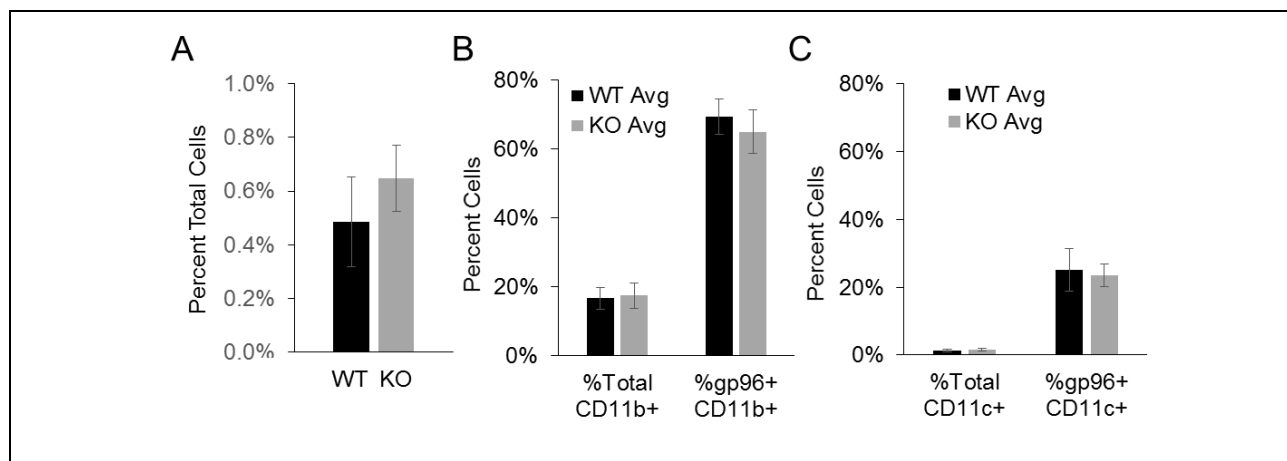 A
Percent Total Cells
1.0%
0.8%
0.6%
0.4%
0.2%
0.0%
WT KO
B
Percent Cells
80%
60%
40%
20%
0%
WT Avg
KO Avg
%Total
CD11b+
%gp96+
CD11b+
C
Percent Cells
80%
60%
40%
20%
0%
WT Avg
KO Avg
%Total
CD11c+
%gp96+
CD11c+